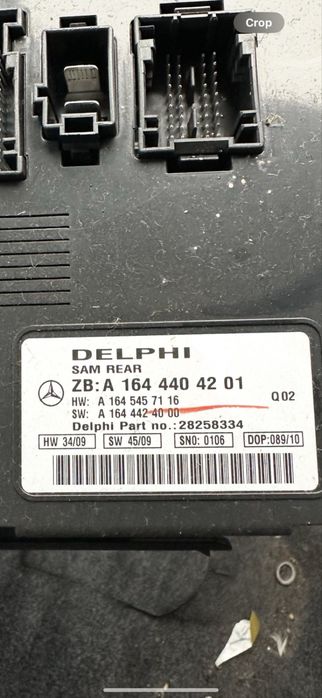 Crop
DELPHI
SAM REAR
ZB: A 164 440 42 01
HW: A 164 545 71 16 Q02
SW: A 164 442 40 00
Delphi Part no.: 28258334
HW 34/09 SW 45/09 SNO: 0106 DOP:089/10